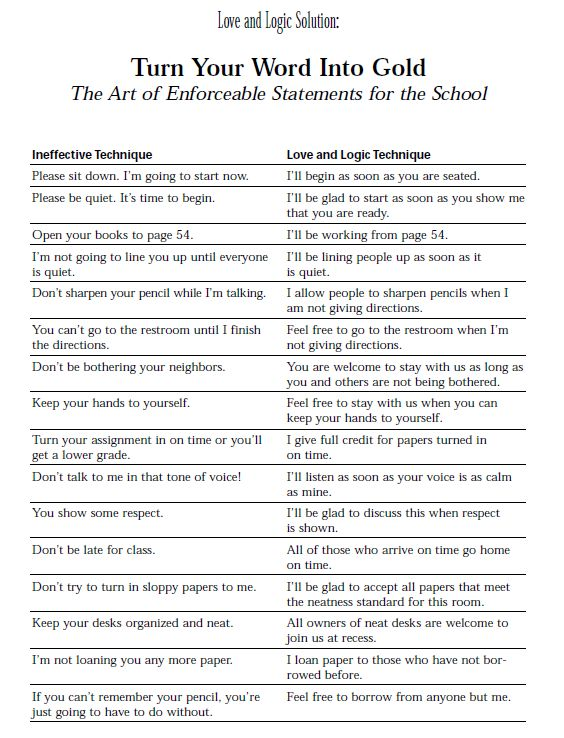 Love and Logic Solution:
Turn Your Word Into Gold
The Art of Enforceable Statements for the School
Ineffective Technique
Love and Logic Technique
Please sit down. I'm going to start now.
I'll begin as soon as you are seated.
Please be quiet. It's time to begin.
I'll be glad to start as soon as you show me
that you are ready.
Open your books to page 54.
I'll be working from page 54.
I'm not going to line you up until everyone
is quiet.
I'll be lining people up as soon as it
is quiet.
Don't sharpen your pencil while I'm talking.
I allow people to sharpen pencils when I
am not giving directions.
You can't go to the restroom until I finish
the directions.
Feel free to go to the restroom when I'm
not giving directions.
Don't be bothering your neighbors.
You are welcome to stay with us as long as
you and others are not being bothered.
Keep your hands to yourself.
Feel free to stay with us when you can
keep your hands to yourself.
Turn your assignment in on time or you'll
get a lower grade.
I give full credit for papers turned in
on time.
Don't talk to me in that tone of voice!
I'll listen as soon as your voice is as calm
as mine.
You show some respect.
I'll be glad to discuss this when respect
is shown.
Don't be late for class.
All of those who arrive on time go home
on time.
Don't try to turn in sloppy papers to me.
I'll be glad to accept all papers that meet
the neatness standard for this room.
Keep your desks organized and neat.
All owners of neat desks are welcome to
join us at recess.
I'm not loaning you any more paper.
I loan paper to those who have not bor-
rowed before.
If you can't remember your pencil, you're
just going to have to do without.
Feel free to borrow from anyone but me.